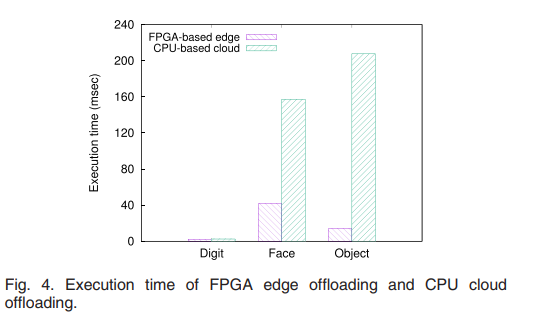 240
200
160
120
80
40
0
Execution time (msec)
FPGA-based edge
CPU-based cloud
Digit Face Object
Fig. 4. Execution time of FPGA edge offloading and CPU cloud
offloading.